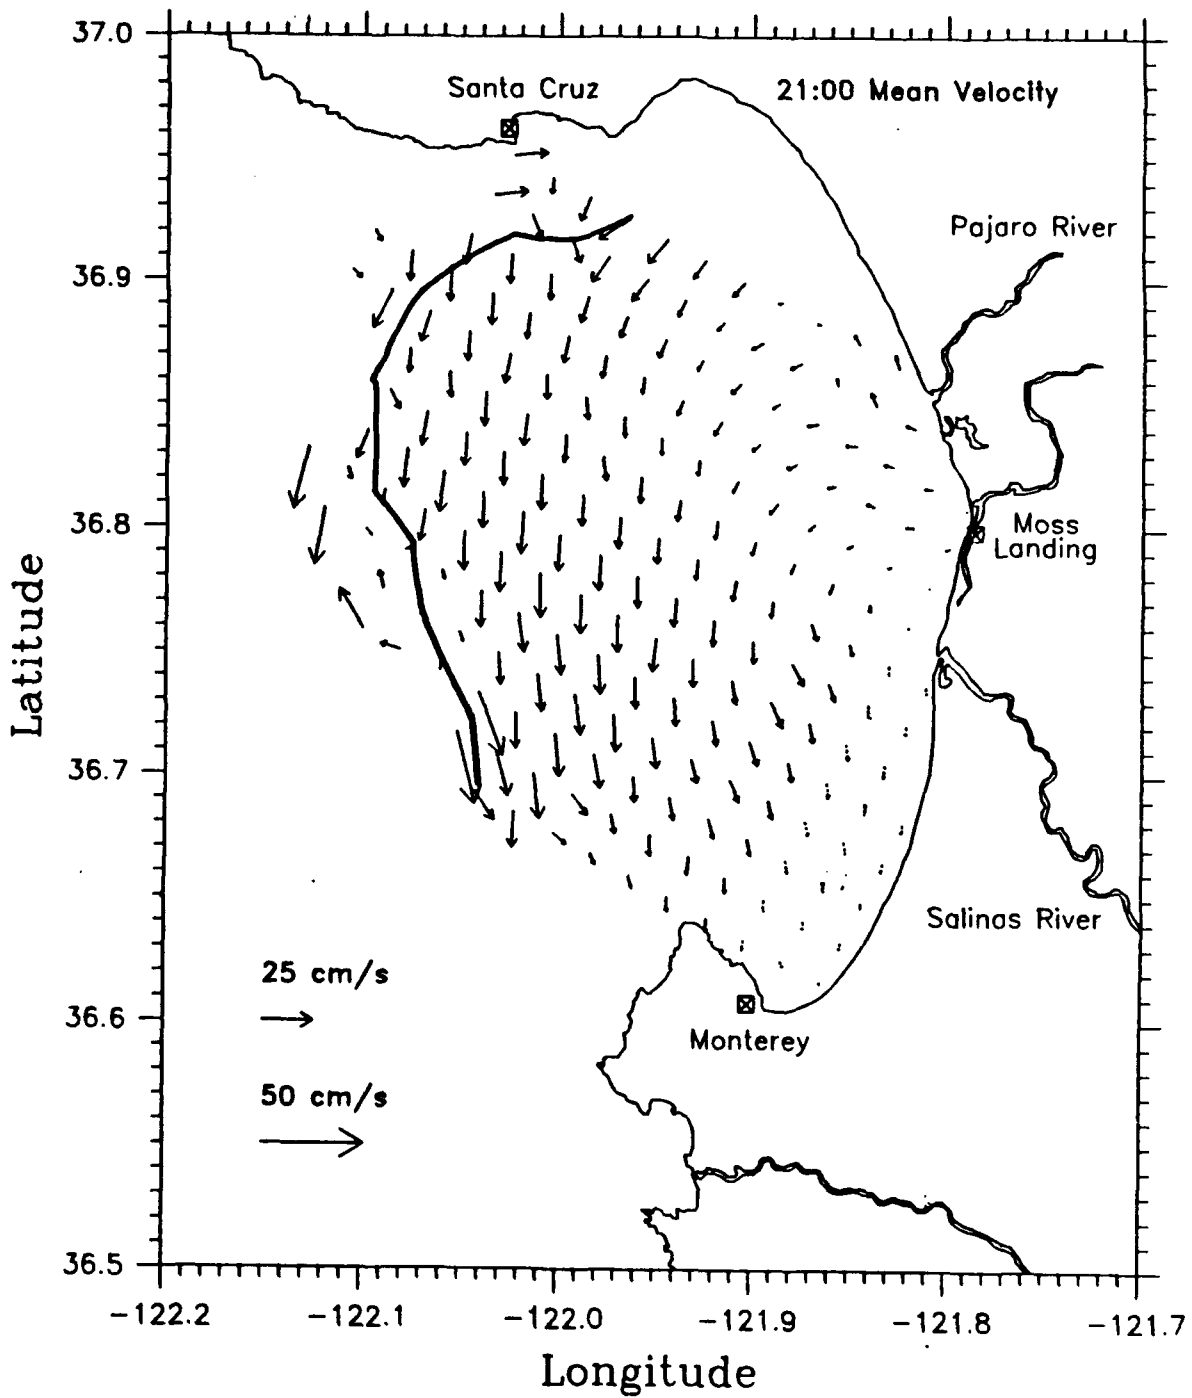 37.0
Santa Cruz
21:00 Mean Velocity
Pajaro River
36.9
36.8
Moss
Landing
Latitude
36.7
Salinas River
25 cm/s
36.6
Monterey
50 cm/s
36.5
-122.2
-122.1
-122.0
-121.9
-121.8
-121.7
Longitude